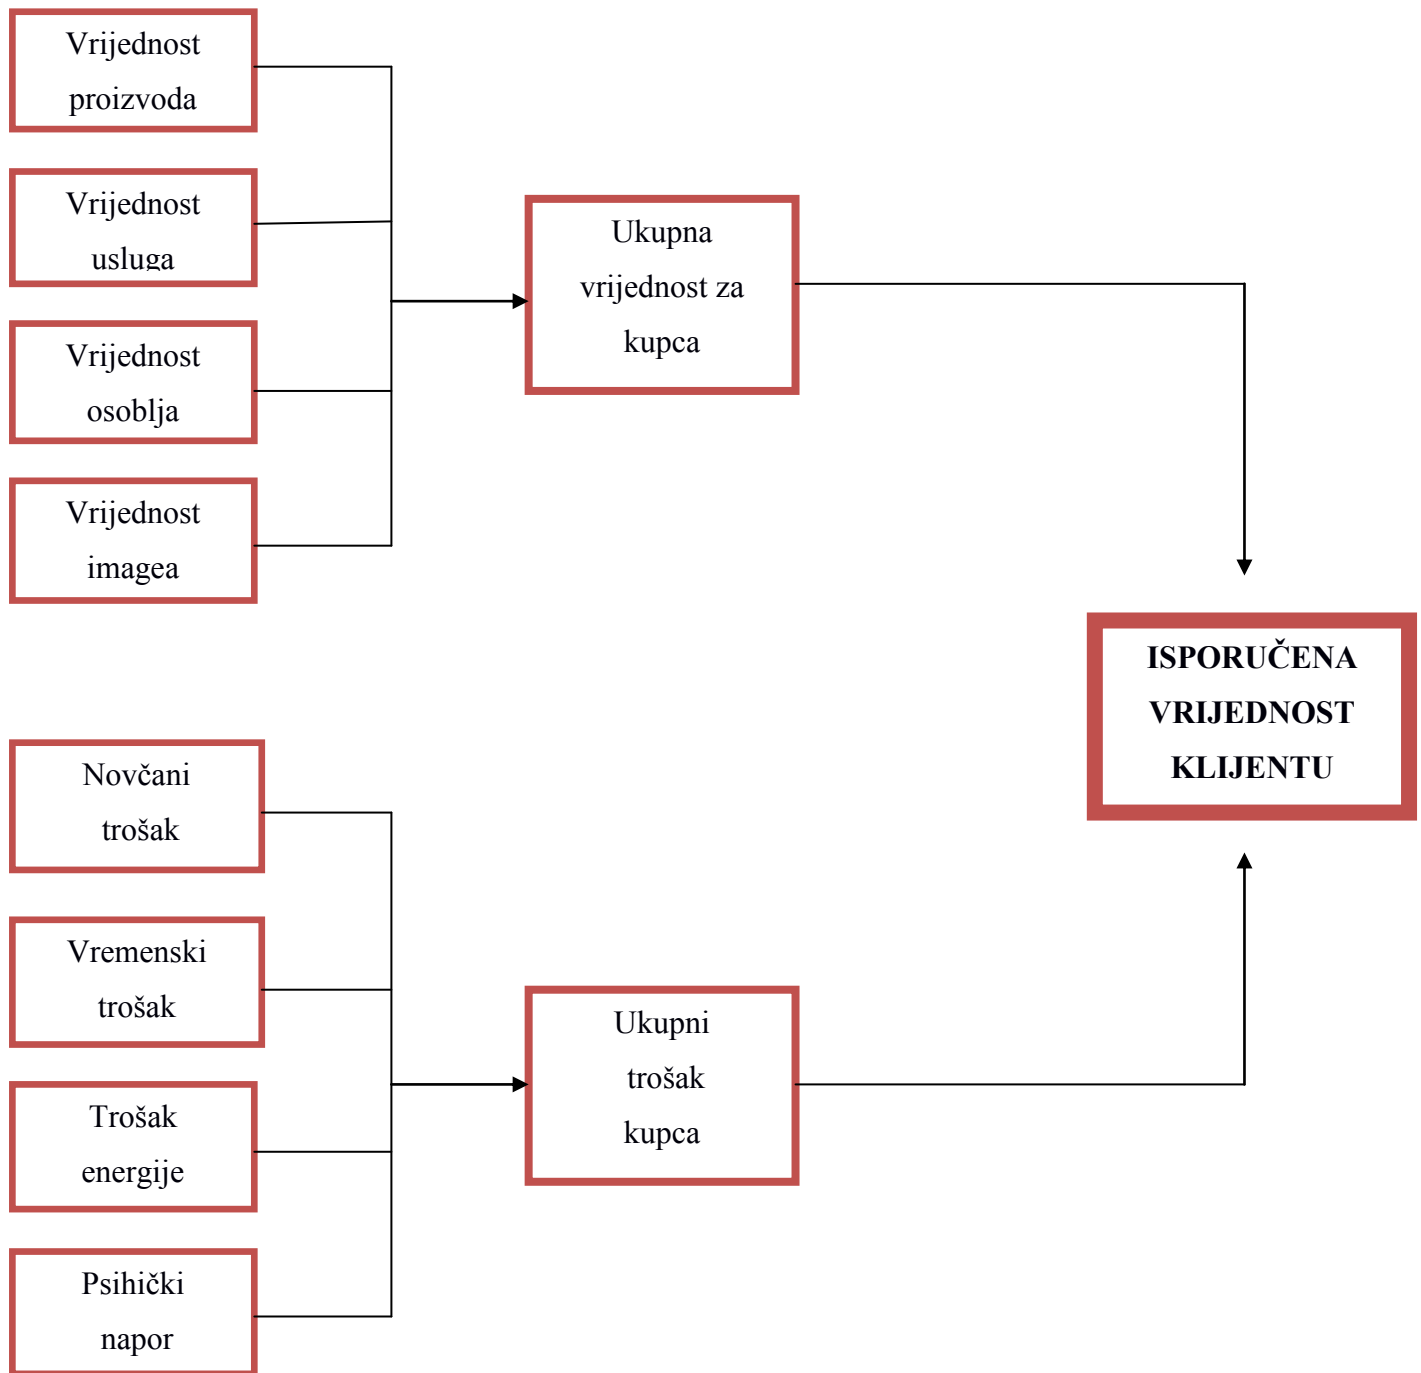 Vrijednost
proizvoda
Vrijednost
usluga
Vrijednost
osoblja
Vrijednost
imagea
Ukupna
vrijednost za
kupca
ISPORUČENA
VRIJEDNOST
KLIJENTU
Novčani
trošak
Vremenski
trošak
Trošak
energije
Psihički
napor
Ukupni
trošak
kupca